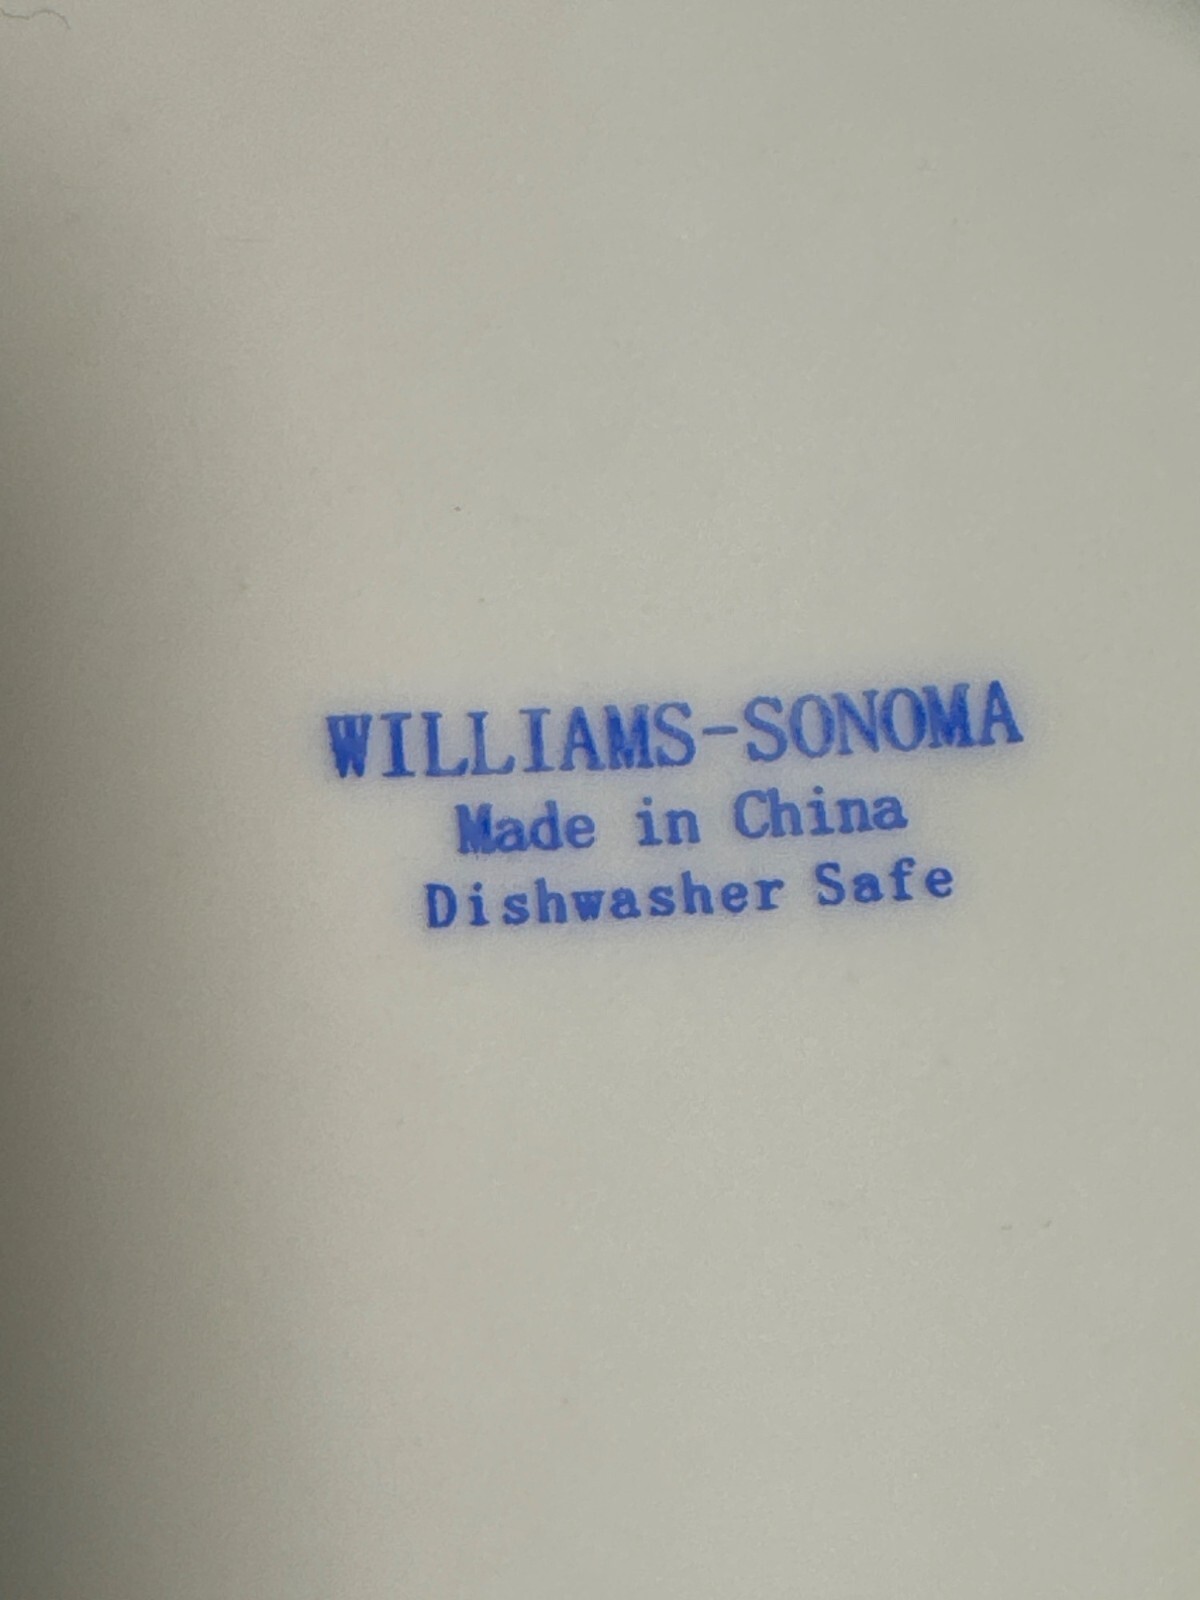 WILLIAMS-SONOMA
Made in China
Dishwasher Safe